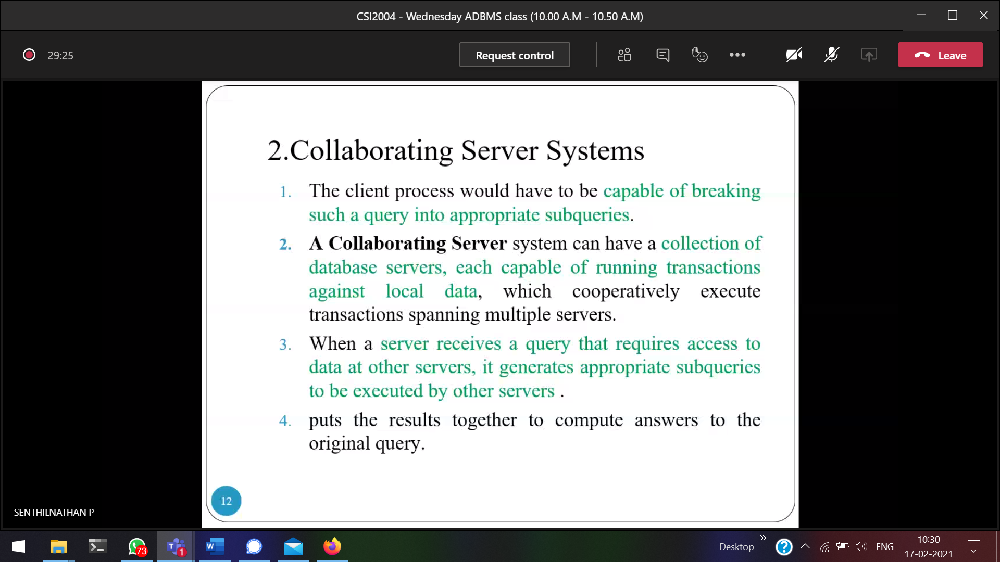 CSI2004 - Wednesday ADBMS class (10.00 A.M - 10.50 A.M)
29:25
Request control
Leave
2.Collaborating Server Systems
1. The client process would have to be capable of breaking
such a query into appropriate subqueries.
2. A Collaborating Server system can have a collection of
database servers, each capable of running transactions
against local data, which cooperatively execute
transactions spanning multiple servers.
3. When a server receives a query that requires access to
data at other servers, it generates appropriate subqueries
to be executed by other servers .
4. puts the results together to compute answers to the
original query.
12
SENTHILNATHAN P
73
T
1
W
Desktop
ENG
10:30
17-02-2021